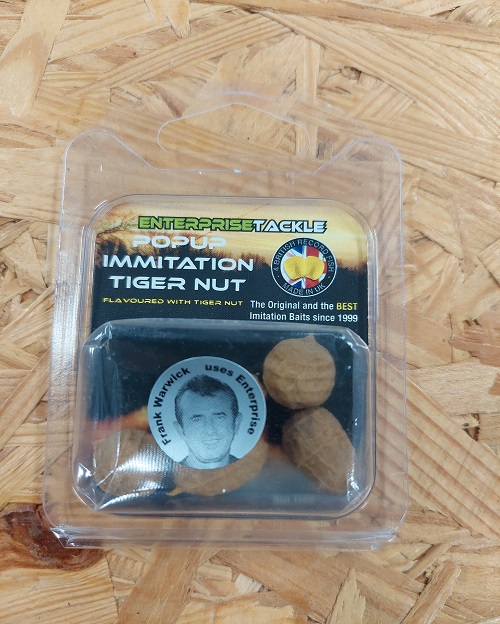 ENTERPRISETACKLE
POPUP
IMMITATION
TIGER NUT
FLAVOURED WITH TIGER NUT
4 BRITISH RECORD FISH
MADE IN UK
The Original and the BEST
Imitation Baits since 1999
Frank Warwick uses Enterprise